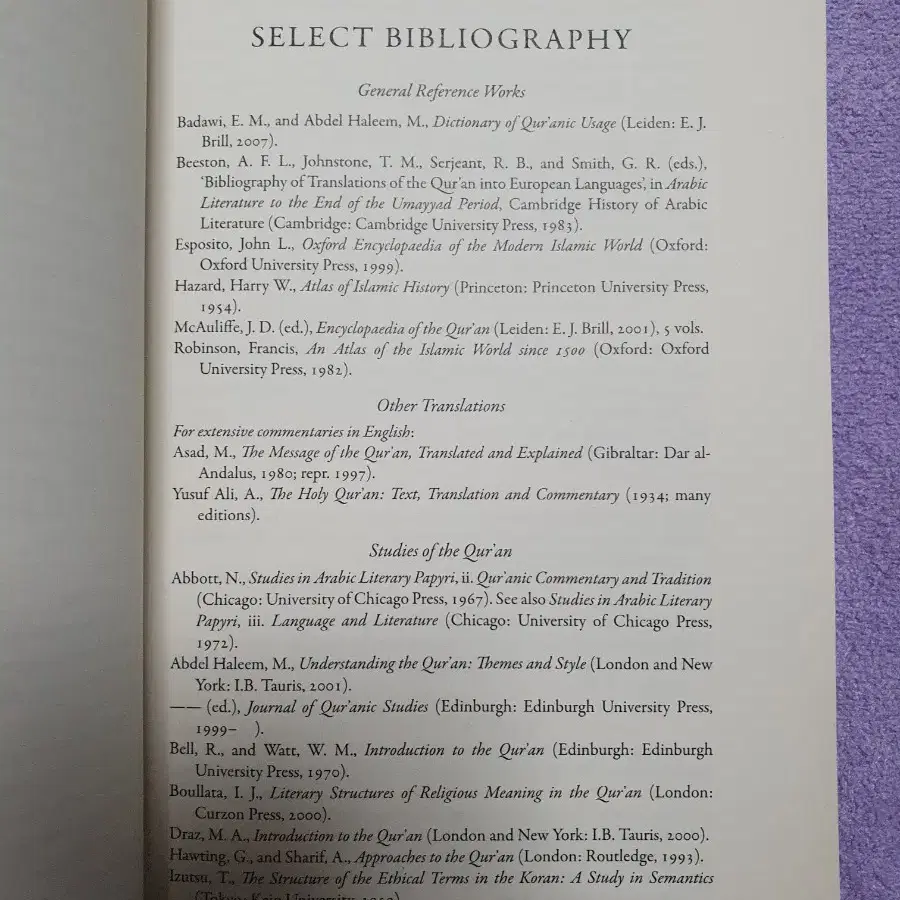 SELECT BIBLIOGRAPHY
General Reference Works
Badawi, E. M., and Abdel Haleem, M., Dictionary of Qur'anic Usage (Leiden: E. J.
Brill, 2007).
Beeston, A. F. L., Johnstone, T. M., Serjeant, R. B., and Smith, G. R. (eds.),
'Bibliography of Translations of the Qur'an into European Languages', in Arabic
Literature to the End of the Umayyad Period, Cambridge History of Arabic
Literature (Cambridge: Cambridge University Press, 1983).
Esposito, John L., Oxford Encyclopaedia of the Modern Islamic World (Oxford:
Oxford University Press, 1999).
Hazard, Harry W., Atlas of Islamic History (Princeton: Princeton University Press,
1954).
McAuliffe, J. D. (ed.), Encyclopaedia of the Qur'an (Leiden: E. J. Brill, 2001), 5 vols.
Robinson, Francis, An Atlas of the Islamic World since 1500 (Oxford: Oxford
University Press, 1982).
Other Translations
For extensive commentaries in English:
Asad, M., The Message of the Qur'an, Translated and Explained (Gibraltar: Dar al-
Andalus, 1980; repr. 1997).
Yusuf Ali, A., The Holy Qur'an: Text, Translation and Commentary (1934; many
editions).
Studies of the Qur'an
Abbott, N., Studies in Arabic Literary Papyri, ii. Qur'anic Commentary and Tradition
(Chicago: University of Chicago Press, 1967). See also Studies in Arabic Literary
Papyri, iii. Language and Literature (Chicago: University of Chicago Press,
1972).
Abdel Haleem, M., Understanding the Qur'an: Themes and Style (London and New
York: I.B. Tauris, 2001).
—— (ed.), Journal of Qur'anic Studies (Edinburgh: Edinburgh University Press,
1999– ).
Bell, R., and Watt, W. M., Introduction to the Qur'an (Edinburgh: Edinburgh
University Press, 1970).
Boullata, I. J., Literary Structures of Religious Meaning in the Qur'an (London:
Curzon Press, 2000).
Draz, M. A., Introduction to the Qur'an (London and New York: I.B. Tauris, 2000).
Hawting, G., and Sharif, A., Approaches to the Qur'an (London: Routledge, 1993).
Izutsu, T., The Structure of the Ethical Terms in the Koran: A Study in Semantics